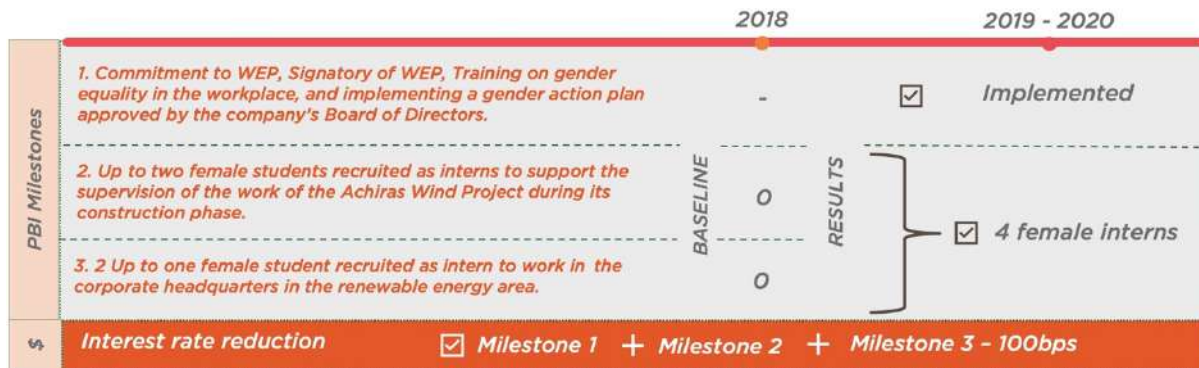 2018
2019 - 2020
PBI Milestones
1. Commitment to WEP, Signatory of WEP, Training on gender
equality in the workplace, and implementing a gender action plan
approved by the company's Board of Directors.
-
Implemented
2. Up to two female students recruited as interns to support the
supervision of the work of the Achiras Wind Project during its
construction phase.
BASELINE
0
RESULTS
4 female interns
3. 2 Up to one female student recruited as intern to work in the
corporate headquarters in the renewable energy area.
0
$
Interest rate reduction
Milestone 1 + Milestone 2 + Milestone 3 - 100bps